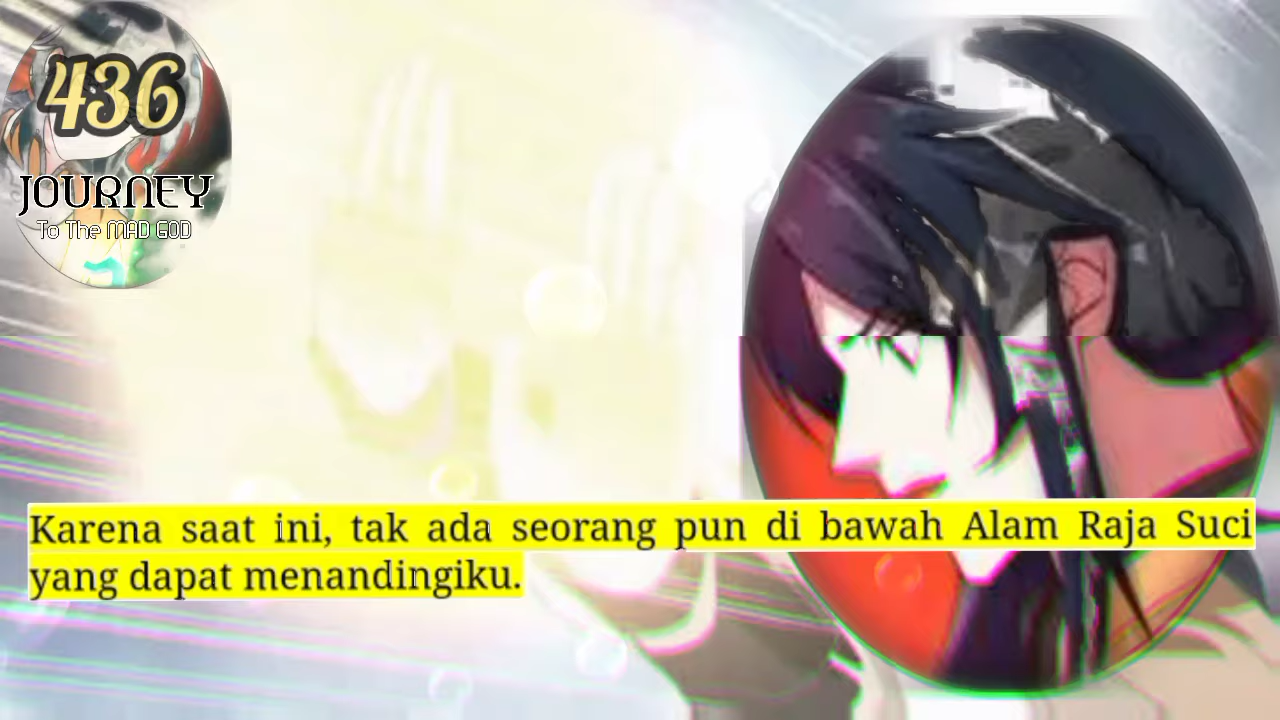 436
JOURNEY
To The MAD GOD
Karena saat ini, tak ada seorang pun di bawah Alam Raja Suci
yang dapat menandingiku.